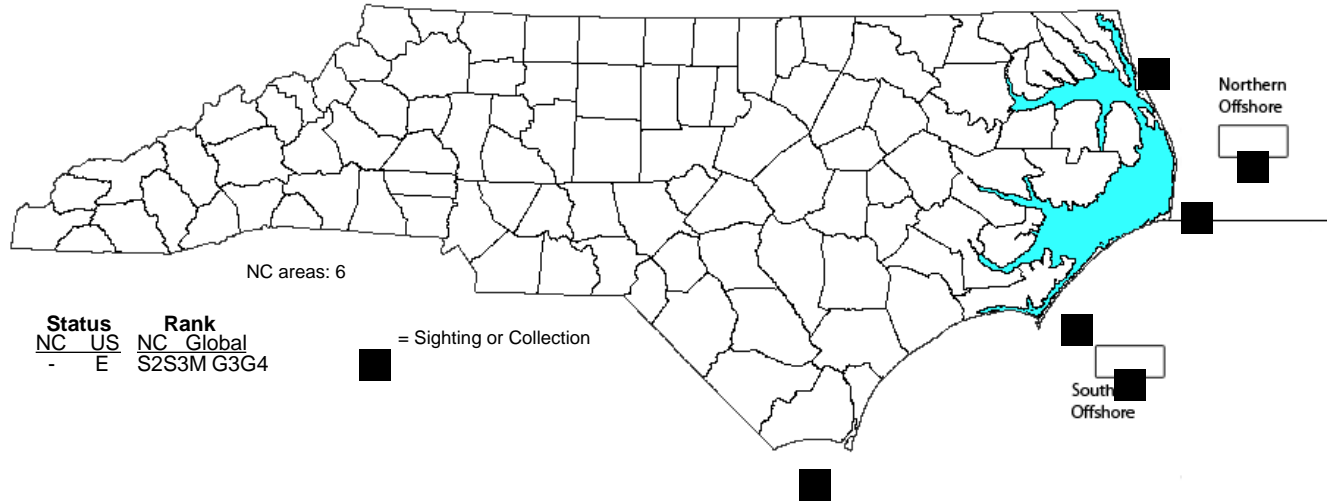 Northern
Offshore
NC areas: 6
Status Rank
NC US NC Global
- E S2S3M G3G4
= Sighting or Collection
South
Offshore